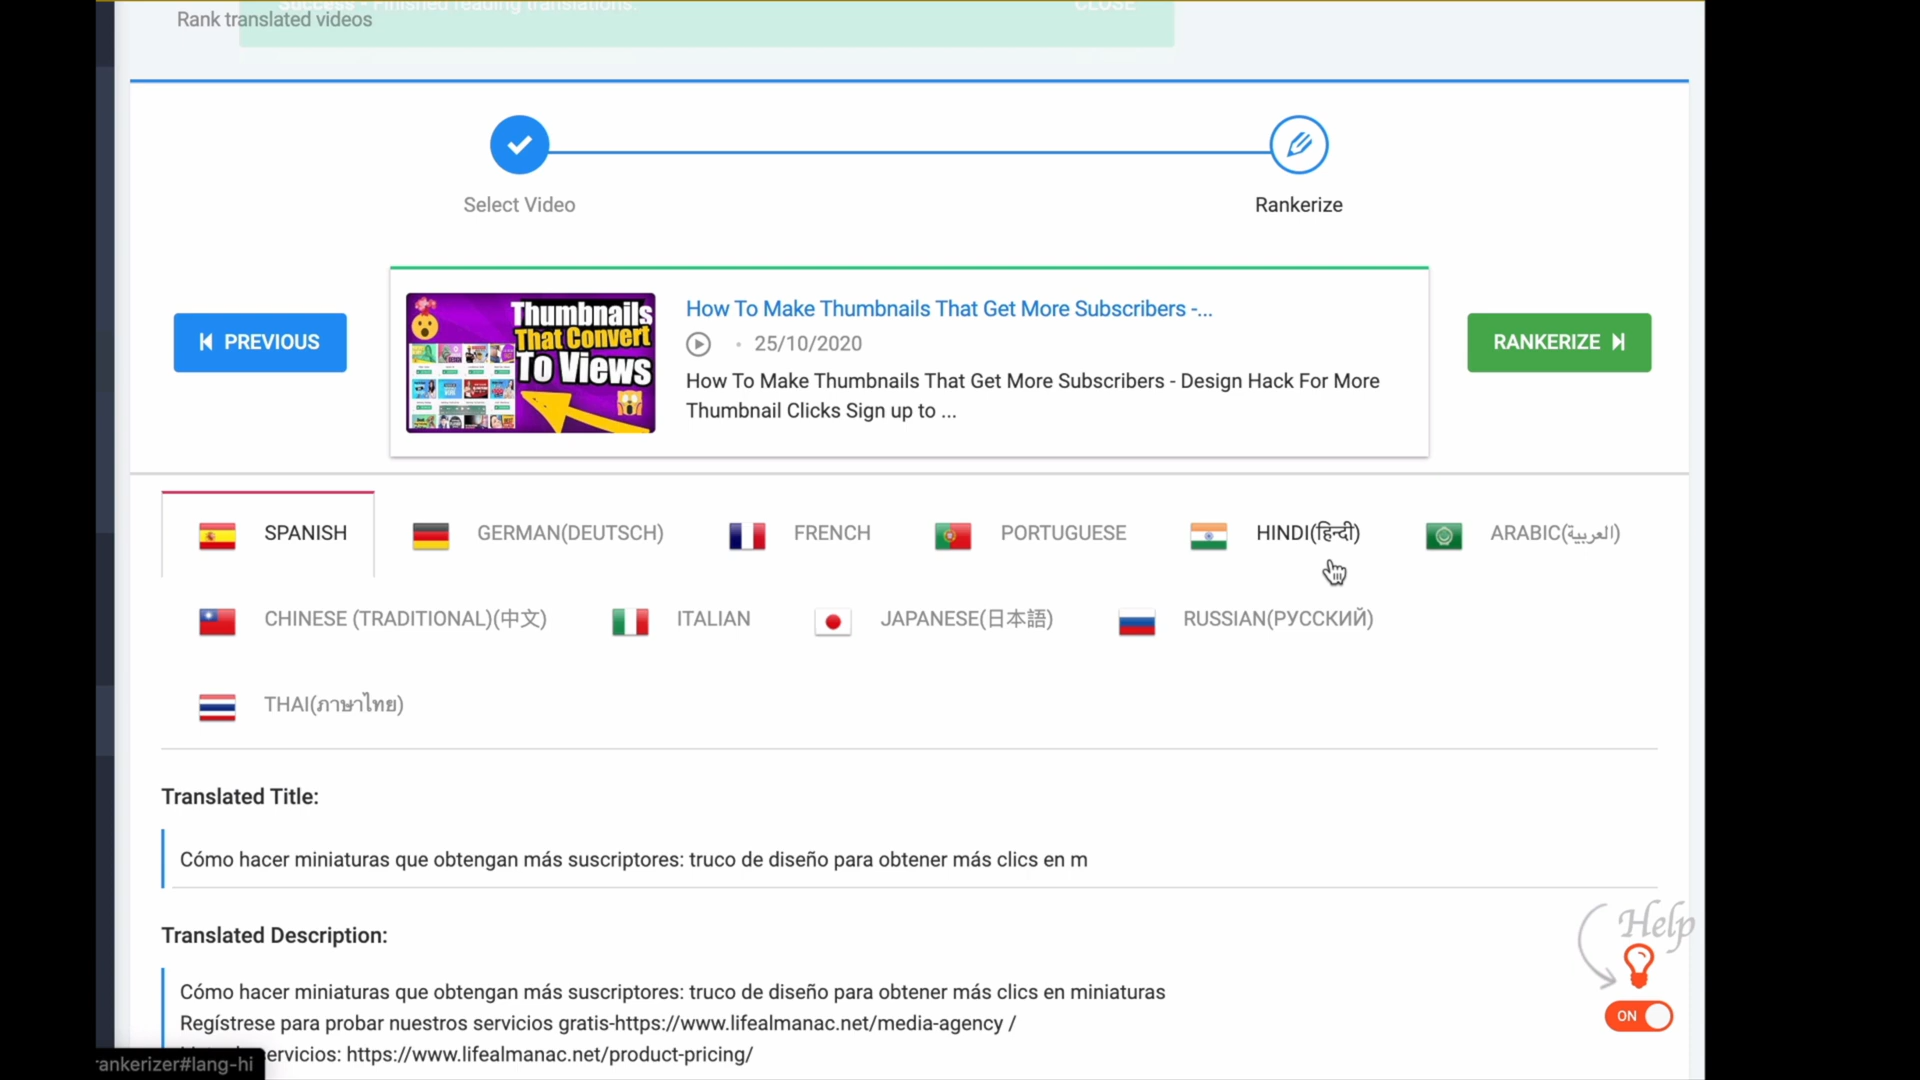 Success - Finished reading translations.
CLOSE
Rank translated videos
Select Video
Rankerize
PREVIOUS
Thumbnails
That Convert
To Views
How To Make Thumbnails That Get More Subscribers -...
• 25/10/2020
How To Make Thumbnails That Get More Subscribers - Design Hack For More
Thumbnail Clicks Sign up to ...
RANKERIZE
SPANISH
GERMAN(DEUTSCH)
FRENCH
PORTUGUESE
HINDI(हिन्दी)
ARABIC(العربية)
CHINESE (TRADITIONAL)(中文)
ITALIAN
JAPANESE(日本語)
RUSSIAN(РУССКИЙ)
THAI(ภาษาไทย)
Translated Title:
Cómo hacer miniaturas que obtengan más suscriptores: truco de diseño para obtener más clics en m
Translated Description:
Cómo hacer miniaturas que obtengan más suscriptores: truco de diseño para obtener más clics en miniaturas
Regístrese para probar nuestros servicios gratis-https://www.lifealmanac.net/media-agency /
ervicios: https://www.lifealmanac.net/product-pricing/
Help
ON
rankerizer#lang-hi